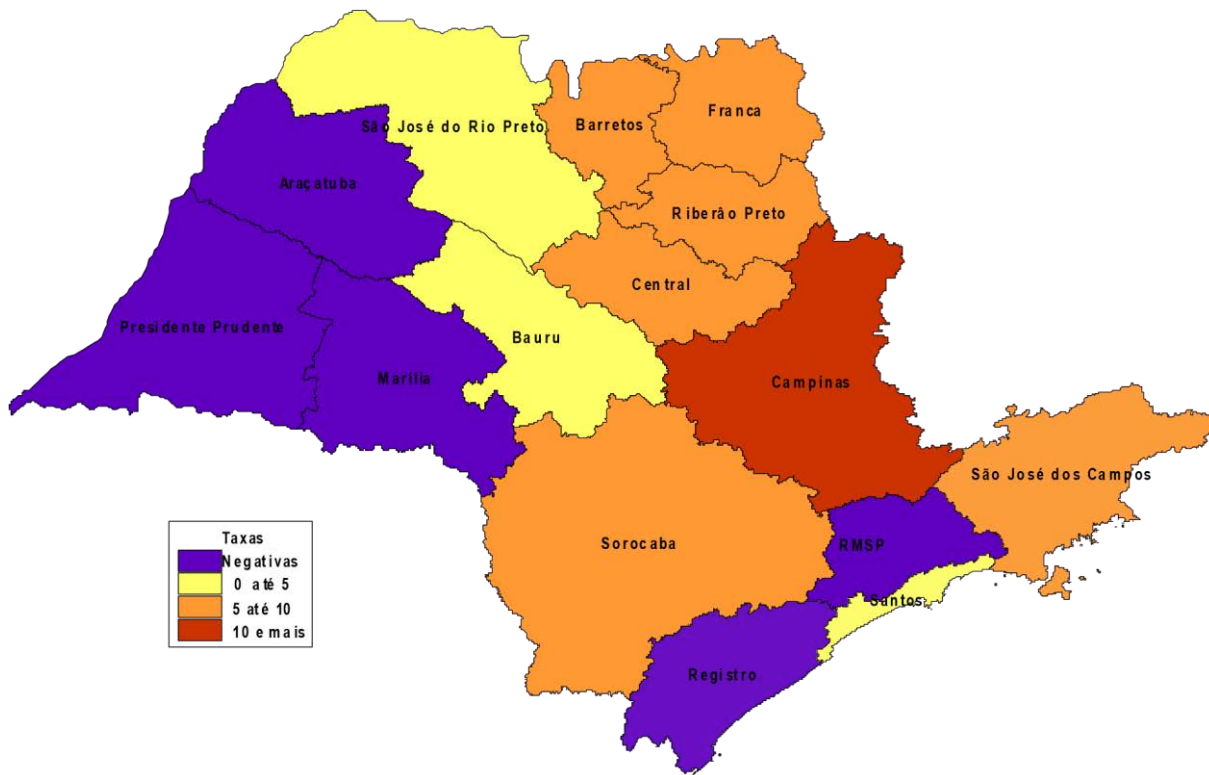 Franca
Barretos
São José do Rio Preto
Araçatuba
Riberâo Preto
Central
Presidente Prudente
Bauru
Marília
Campinas
São José dos Campos
Sorocaba
RMSP
Santos
Registro
Taxas
Negativas
0 até 5
5 até 10
10 e mais